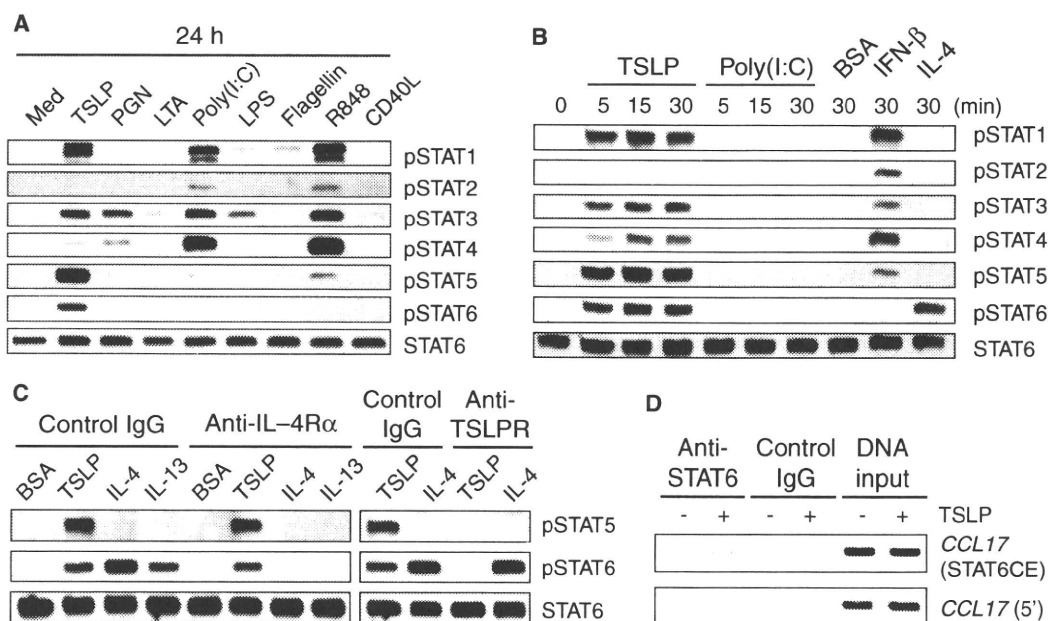 A
24 h
Med TSLP PGN LTA Poly(I:C) LPS Flagellin R848 CD40L
pSTAT1
pSTAT2
pSTAT3
pSTAT4
pSTAT5
pSTAT6
STAT6
B
TSLP Poly(I:C) BSA IFN-β IL-4
0 5 15 30 5 15 30 30 30 30 (min)
pSTAT1
pSTAT2
pSTAT3
pSTAT4
pSTAT5
pSTAT6
STAT6
C
Control IgG Anti-IL–4Rα Control IgG Anti-TSLPR
BSA TSLP IL-4 IL-13 BSA TSLP IL-4 IL-13 TSLP IL-4 TSLP IL-4
pSTAT5
pSTAT6
STAT6
D
Anti-STAT6 Control IgG DNA input
- + - + - + TSLP
CCL17
(STAT6CE)
CCL17 (5')